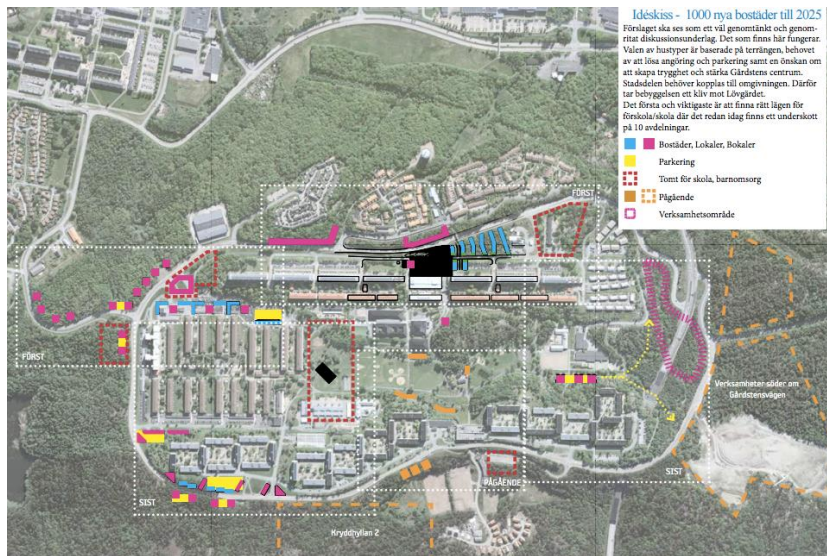 Idéskiss - 1000 nya bostäder till 2025
Förslaget ska ses som ett väl genomtänkt och genom-
ritat diskussionsunderlag. Det som finns här fungerar.
Valen av hustyper är baserade på terrängen, behovet
av att lösa angöring och parkering samt en önskan om
att skapa trygghet och stärka Gårdstens centrum.
Stadsdelen behöver kopplas till omgivningen. Därför
tar bebyggelsen ett kliv mot Lövgärdet.
Det första och viktigaste är att finna rätt lägen för
förskola/skola där det redan idag finns ett underskott
på 10 avdelningar.
Bostäder, Lokaler, Bokaler
Parkering
Tomt för skola, barnomsorg
Pågående
Verksamhetsområde
FÖRST
FÖRST
Verksamheter söder om
Gårdstensvägen
SIST
PÅGÅENDE
SIST
Kryddhyllan 2